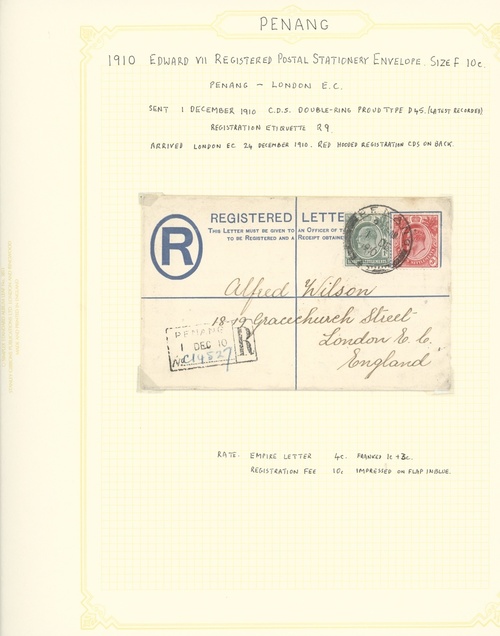 PENANG
1910 EDWARD VII REGISTERED POSTAL STATIONERY ENVELOPE. SIZE F 10c.
PENANG – LONDON E.C.
SENT 1 DECEMBER 1910 C.D.S. DOUBLE-RING PROUD TYPE D45. (LATEST RECORDED)
REGISTRATION ETIQUETTE R9
ARRIVED LONDON EC 24 DECEMBER 1910. RED HOODED REGISTRATION CDS ON BACK.
REGISTERED LETTE
THIS LETTER MUST BE GIVEN TO AN OFFICER OF
TO BE REGISTERED AND A RECEIPT OBTAINE
R
Alfred Wilson
18-19 Gracechurch Street
London E.C.
England
PENANG
1 DEC 10
No. 14527
R
RATE. EMPIRE LETTER 4c. FRANKED 1c + 3c.
REGISTRATION FEE 10c IMPRESSED ON FLAP IN BLUE.